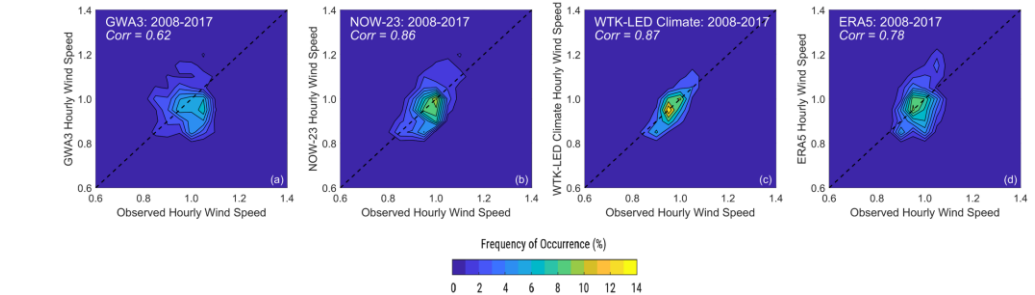 GWA3: 2008-2017
Corr = 0.62
GWA3 Hourly Wind Speed
1.4
1.2
1.0
0.8
0.6
0.6 0.8 1.0 1.2 1.4
(a)
Observed Hourly Wind Speed
NOW-23: 2008-2017
Corr = 0.86
NOW-23 Hourly Wind Speed
1.4
1.2
1.0
0.8
0.6
0.6 0.8 1.0 1.2 1.4
(b)
Observed Hourly Wind Speed
WTK-LED Climate: 2008-2017
Corr = 0.87
WTK-LED Climate Hourly Wind Speed
1.4
1.2
1.0
0.8
0.6
0.6 0.8 1.0 1.2 1.4
(c)
Observed Hourly Wind Speed
ERA5: 2008-2017
Corr = 0.78
ERA5 Hourly Wind Speed
1.4
1.2
1.0
0.8
0.6
0.6 0.8 1.0 1.2 1.4
(d)
Observed Hourly Wind Speed
Frequency of Occurrence (%)
0 2 4 6 8 10 12 14